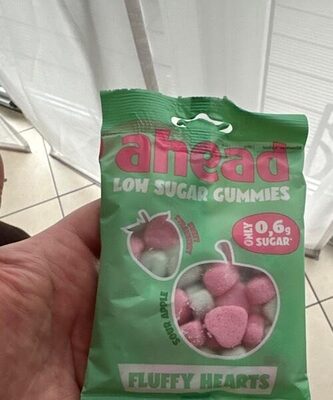 ahead
LOW SUGAR GUMMIES
ONLY
0,6g
SUGAR*
SOUR APPLE
FLUFFY HEARTS